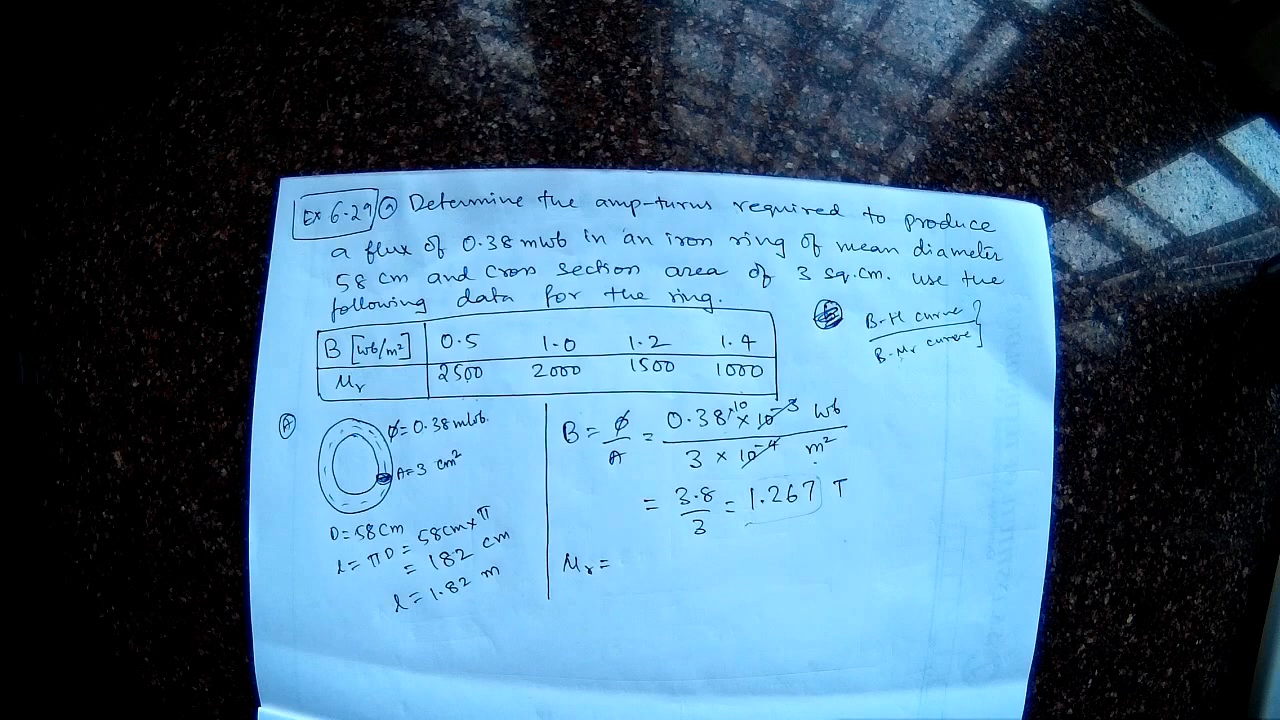 Ex 6.29 Q Determine the amp-turns required to produce
a flux of 0.38 mwb in an iron ring of mean diameter
58 cm and cross section area of 3 sq.cm. use the
following data for the ring.
B [wb/m²] 0.5 1.0 1.2 1.4
μr 2500 2000 1500 1000
B-H curve
B-μr curve }
A
φ = 0.38 mwb.
A = 3 cm²
D = 58 cm
l = πD = 58cm × π
= 182 cm
l = 1.82 m
B = φ/A = 0.38 × 10⁻³ wb / 3 × 10⁻⁴ m²
= 3.8/3 = 1.267 T
μr =